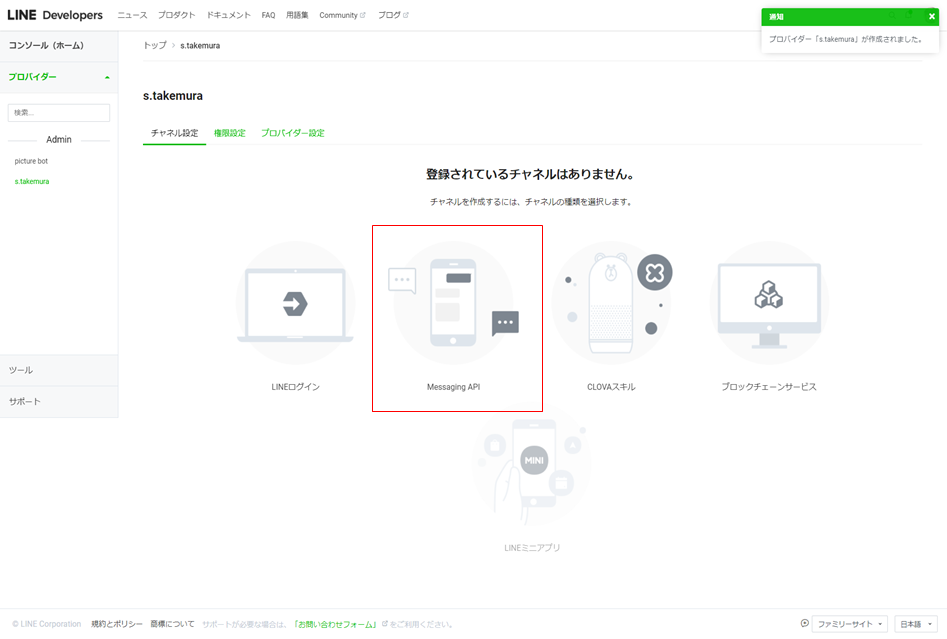 LINE Developers ニュース プロダクト ドキュメント FAQ 用語集 Community ブログ
通知
プロバイダー「s.takemura」が作成されました。
コンソール（ホーム）
プロバイダー
検索...
Admin
picture bot
s.takemura
ツール
サポート
トップ s.takemura
s.takemura
チャネル設定 権限設定 プロバイダー設定
登録されているチャネルはありません。
チャネルを作成するには、チャネルの種類を選択します。
LINEログイン Messaging API CLOVAスキル ブロックチェーンサービス
MINI
LINEミニアプリ
© LINE Corporation 規約とポリシー 商標について サポートが必要な場合は、「お問い合わせフォーム」をご利用ください。 ファミリーサイト 日本語